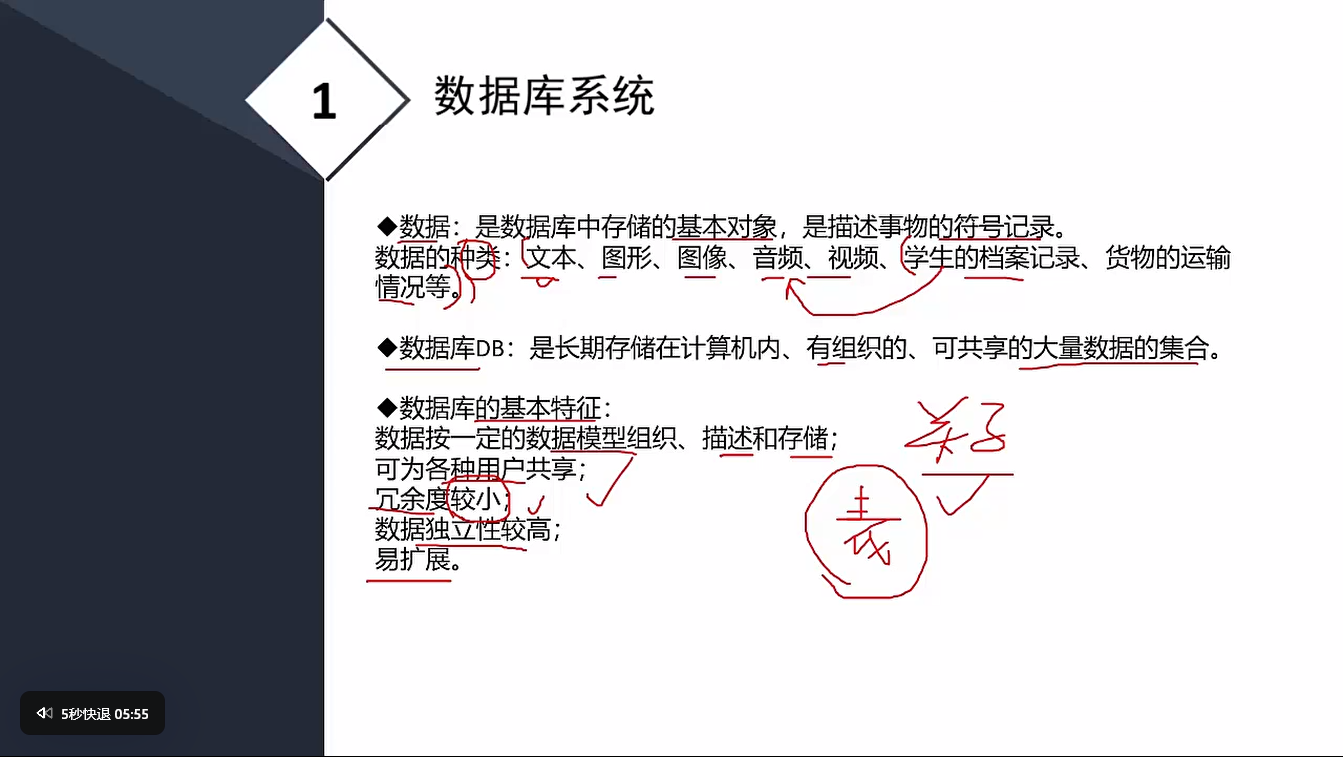 1
数据库系统
◆数据：是数据库中存储的基本对象，是描述事物的符号记录。
数据的种类：文本、图形、图像、音频、视频、学生的档案记录、货物的运输
情况等。
◆数据库DB：是长期存储在计算机内、有组织的、可共享的大量数据的集合。
◆数据库的基本特征：
数据按一定的数据模型组织、描述和存储；
可为各种用户共享；
冗余度较小；
数据独立性较高；
易扩展。
5秒快退 05:55